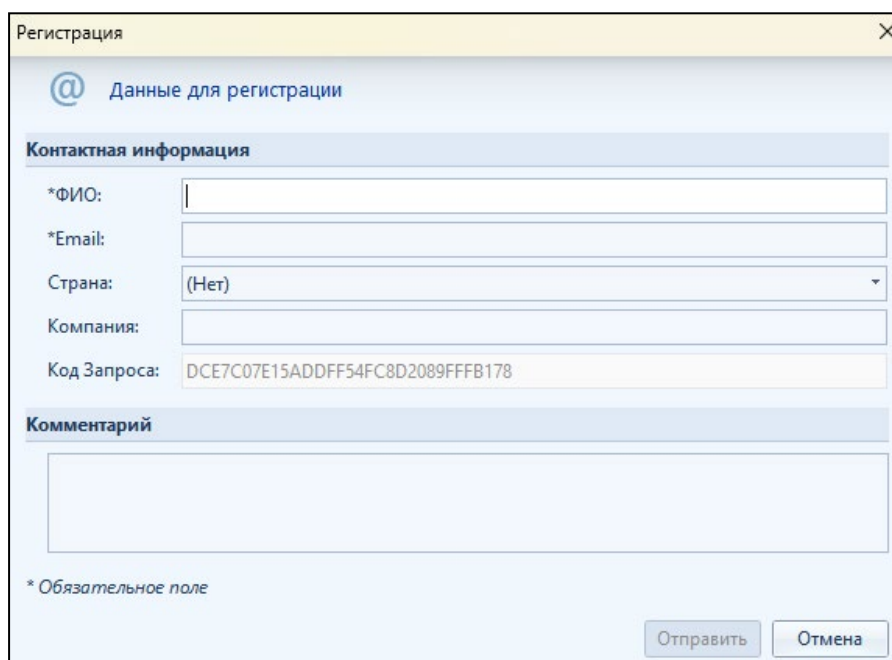 Регистрация
@ Данные для регистрации
Контактная информация
*ФИО:
*Email:
Страна: (Нет)
Компания:
Код Запроса: DCE7C07E15ADDFF54FC8D2089FFFB178
Комментарий
* Обязательное поле
Отправить Отмена